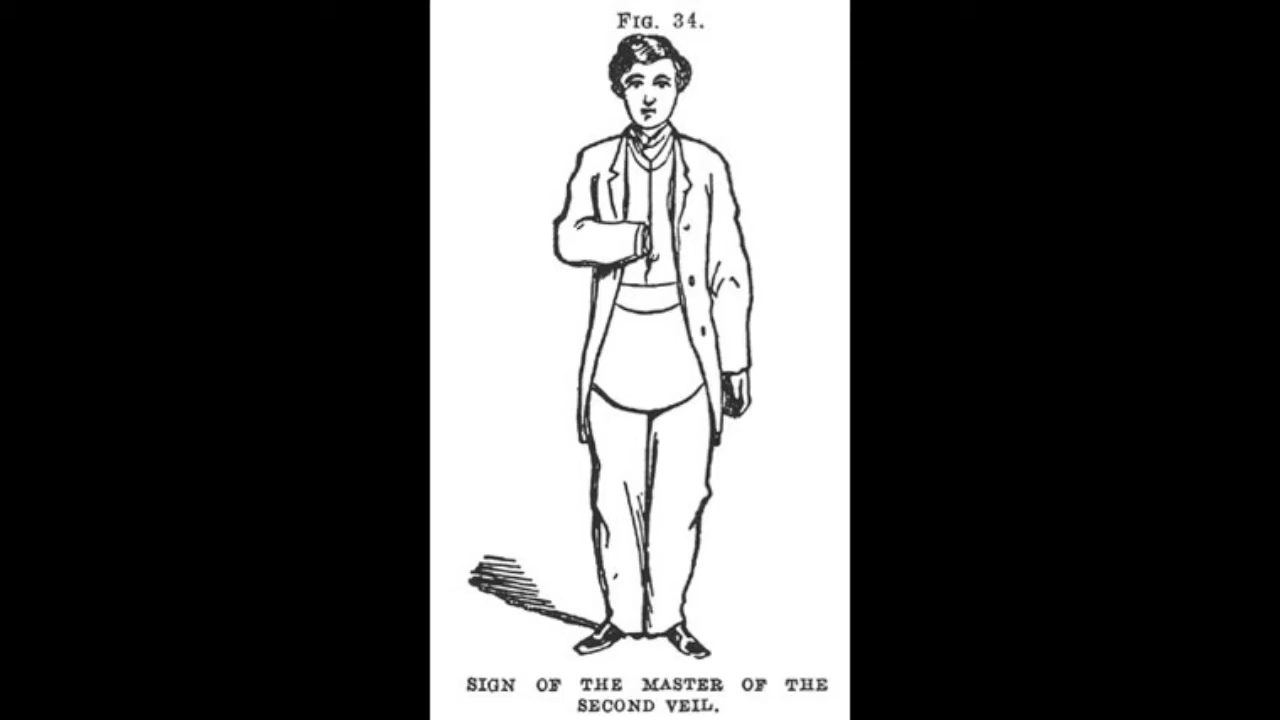 FIG. 34.
SIGN OF THE MASTER OF THE
SECOND VEIL.